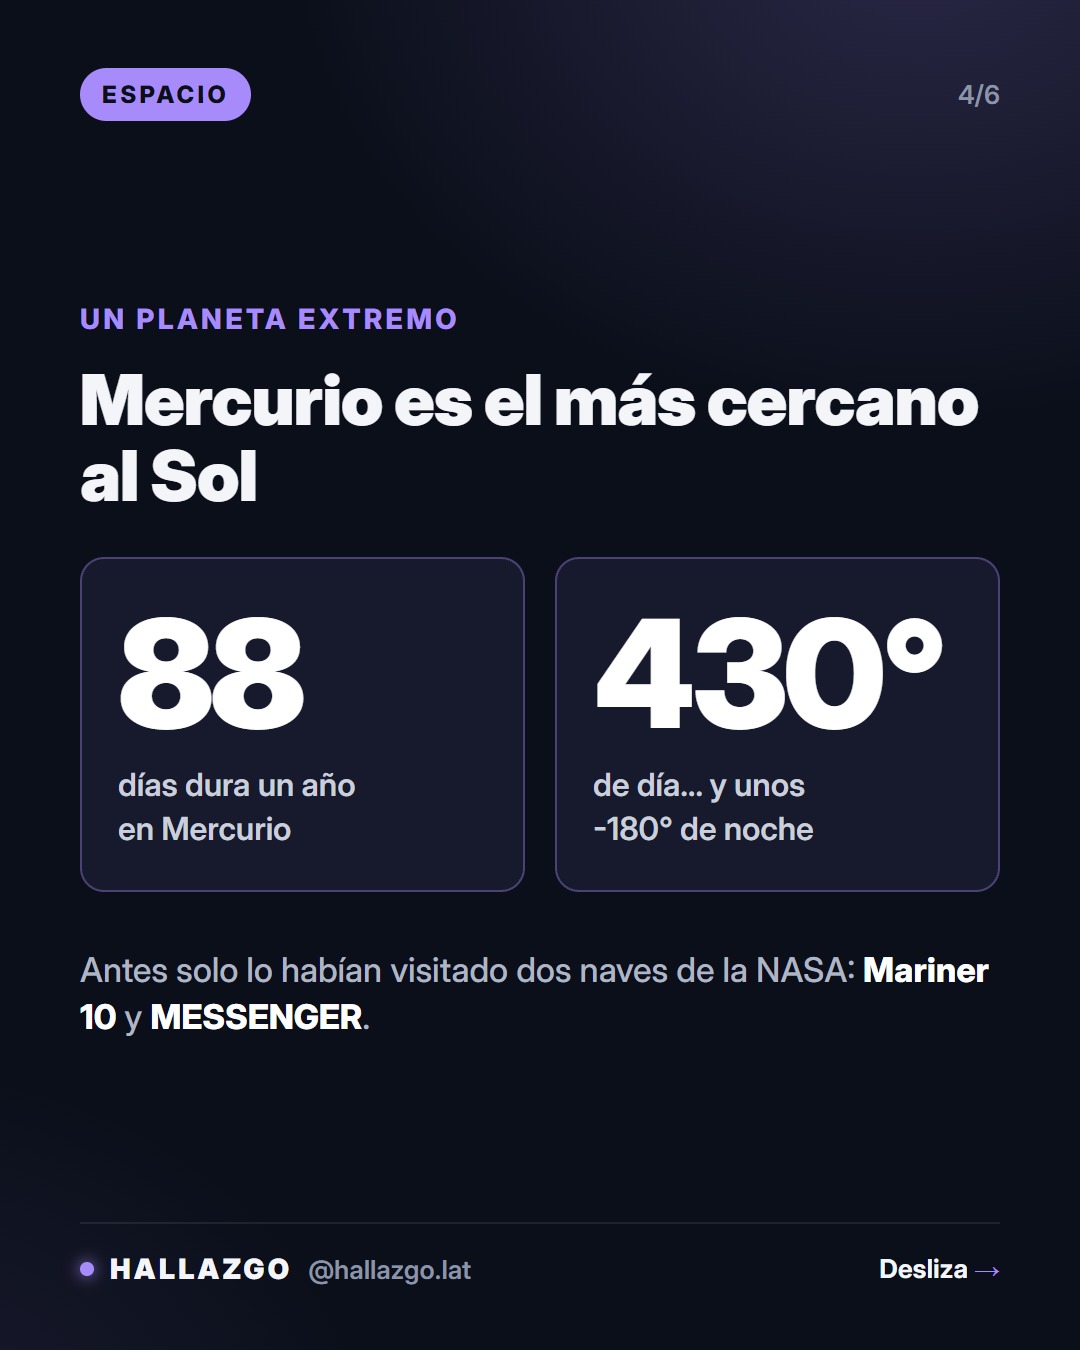 ESPACIO
4/6
UN PLANETA EXTREMO
Mercurio es el más cercano
al Sol
88
días dura un año
en Mercurio
430°
de día... y unos
-180° de noche
Antes solo lo habían visitado dos naves de la NASA: Mariner
10 y MESSENGER.
HALLAZGO @hallazgo.lat
Desliza →